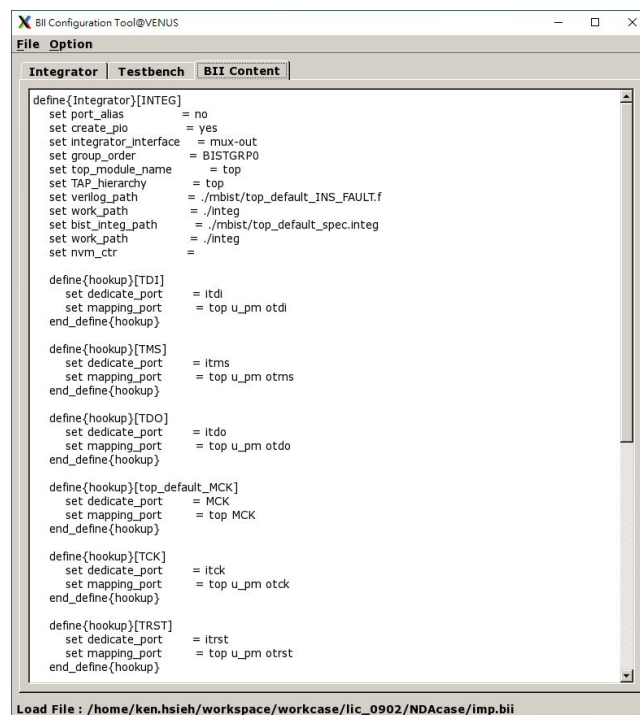 BII Configuration Tool@VENUS
File Option
Integrator Testbench BII Content
define{Integrator}[INTEG]
set port_alias = no
set create_pio = yes
set integrator_interface = mux-out
set group_order = BISTGRP0
set top_module_name = top
set TAP_hierarchy = top
set verilog_path = ./mbist/top_default_INS_FAULT.f
set work_path = ./integ
set bist_integ_path = ./mbist/top_default_spec.integ
set work_path = ./integ
set nvm_ctr =
define{hookup}[TDI]
set dedicate_port = itdi
set mapping_port = top u_pm otdi
end_define{hookup}
define{hookup}[TMS]
set dedicate_port = itms
set mapping_port = top u_pm otms
end_define{hookup}
define{hookup}[TDO]
set dedicate_port = itdo
set mapping_port = top u_pm otdo
end_define{hookup}
define{hookup}[top_default_MCK]
set dedicate_port = MCK
set mapping_port = top MCK
end_define{hookup}
define{hookup}[TCK]
set dedicate_port = itck
set mapping_port = top u_pm otck
end_define{hookup}
define{hookup}[TRST]
set dedicate_port = itrst
set mapping_port = top u_pm otrst
end_define{hookup}
Load File : /home/ken.hsieh/workspace/workcase/lic_0902/NDAcase/imp.bii